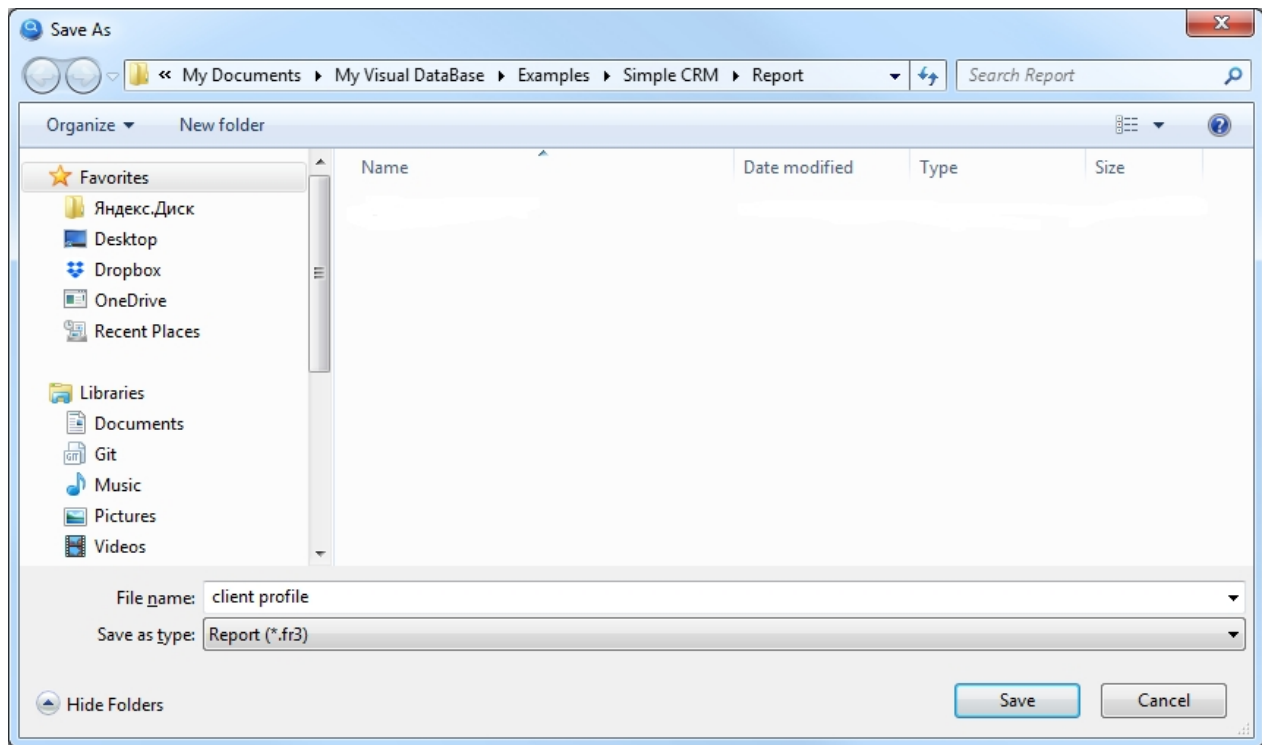 Save As
« My Documents ▸ My Visual DataBase ▸ Examples ▸ Simple CRM ▸ Report Search Report
Organize New folder
Name Date modified Type Size
Favorites
Яндекс.Диск
Desktop
Dropbox
OneDrive
Recent Places
Libraries
Documents
Git
Music
Pictures
Videos
File name: client profile
Save as type: Report (*.fr3)
Hide Folders Save Cancel